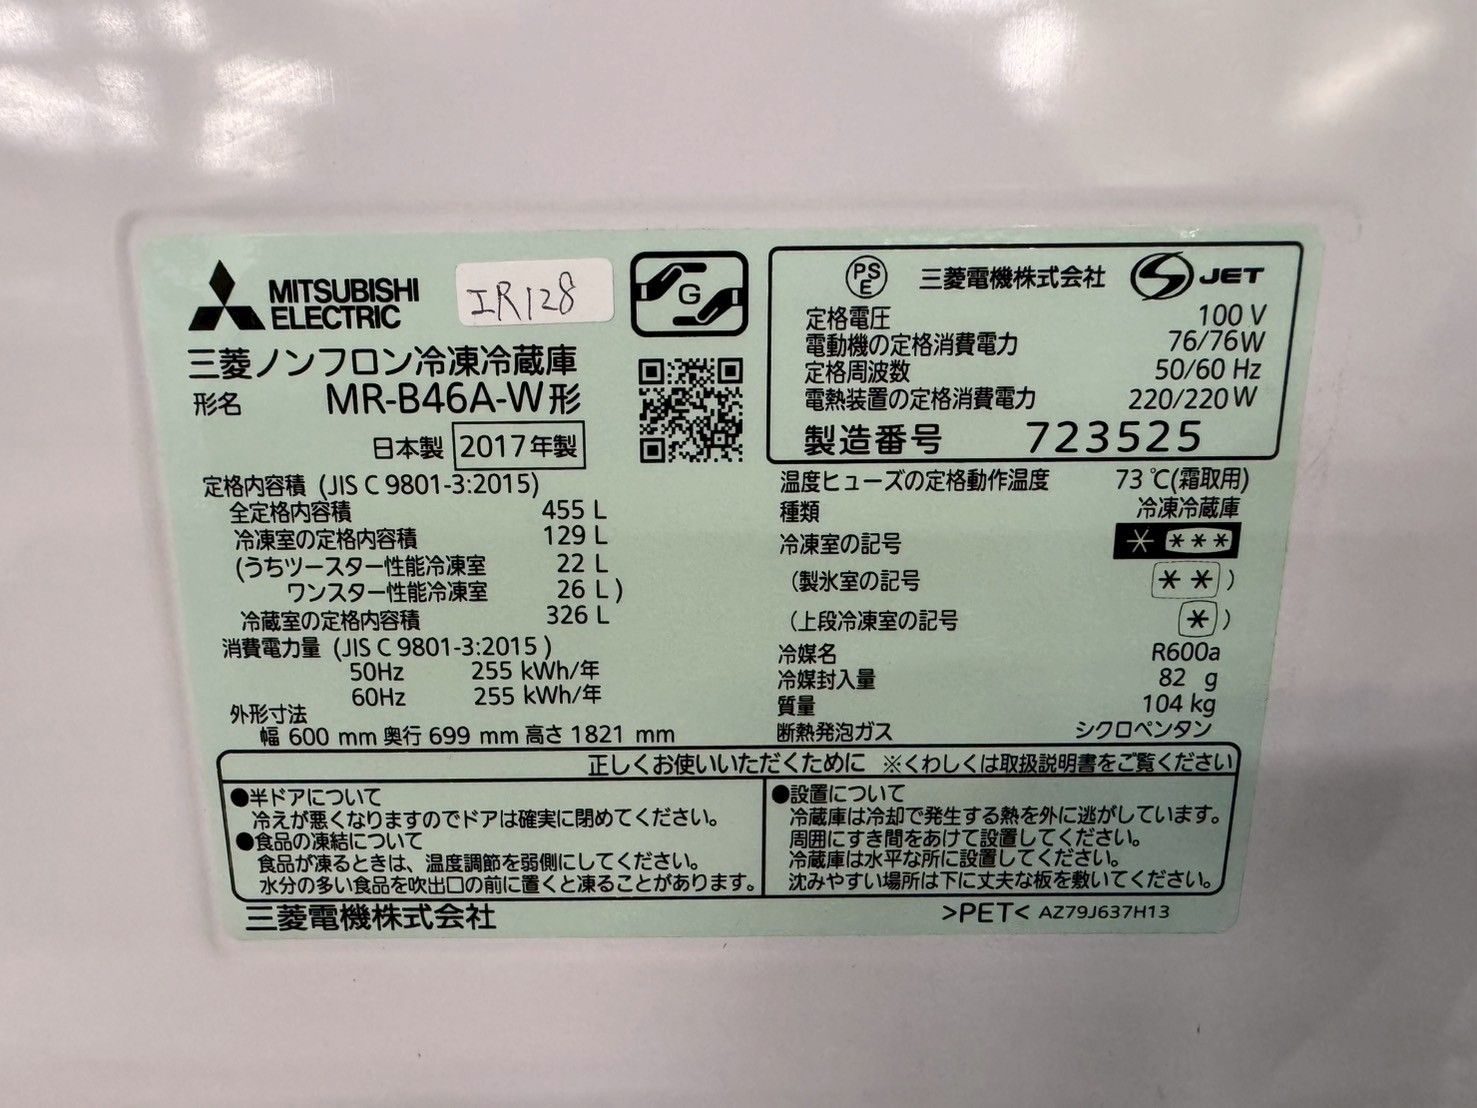 MITSUBISHI
ELECTRIC
IR128
G
三菱ノンフロン冷凍冷蔵庫
形名 MR-B46A-W形
日本製 2017年製
定格内容積 (JIS C 9801-3:2015)
全定格内容積 455 L
冷凍室の定格内容積 129 L
(うちツースター性能冷凍室 22 L
ワンスター性能冷凍室 26 L)
冷蔵室の定格内容積 326 L
消費電力量 (JIS C 9801-3:2015)
50Hz 255 kWh/年
60Hz 255 kWh/年
外形寸法
幅 600 mm 奥行 699 mm 高さ 1821 mm
PSE 三菱電機株式会社 JET
定格電圧 100 V
電動機の定格消費電力 76/76W
定格周波数 50/60 Hz
電熱装置の定格消費電力 220/220W
製造番号 723525
温度ヒューズの定格動作温度 73℃(霜取用)
種類 冷凍冷蔵庫
冷凍室の記号 * ***
(製氷室の記号 **)
(上段冷凍室の記号 *)
冷媒名 R600a
冷媒封入量 82 g
質量 104 kg
断熱発泡ガス シクロペンタン
正しくお使いいただくために ※くわしくは取扱説明書をご覧ください
●半ドアについて
冷えが悪くなりますのでドアは確実に閉めてください。
●食品の凍結について
食品が凍るときは、温度調節を弱側にしてください。
水分の多い食品を吹出口の前に置くと凍ることがあります。
●設置について
冷蔵庫は冷却で発生する熱を外に逃がしています。
周囲にすき間をあけて設置してください。
冷蔵庫は水平な所に設置してください。
沈みやすい場所は下に丈夫な板を敷いてください。
三菱電機株式会社 >PET< AZ79J637H13